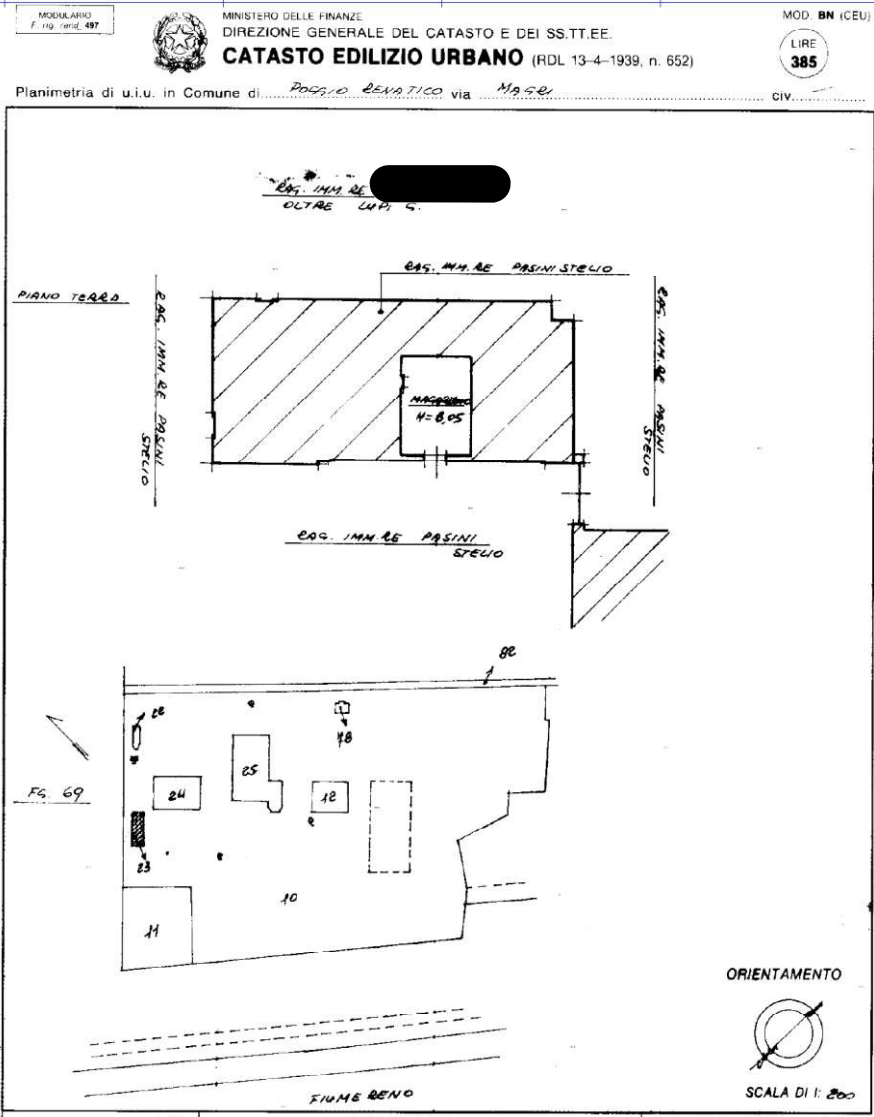 MODULARIO
F. rig. rend. 497
MINISTERO DELLE FINANZE
DIREZIONE GENERALE DEL CATASTO E DEI SS.TT.EE.
CATASTO EDILIZIO URBANO (RDL 13-4-1939, n. 652)
MOD. BN (CEU)
LIRE
385
Planimetria di u.i.u. in Comune di POGGIO RENATICO via MAGRI civ.
RAG. IMM. RE
OLTRE LUPI G.
RAG. IMM. RE PASINI STELIO
PIANO TERRA
RAG. IMM. RE PASINI
STELIO
RAG. IMM. RE PASINI
STELIO
MAGAZZINO
RAG. IMM. RE PASINI
STELIO
82
22
78
25
FG. 69
24
12
23
10
11
ORIENTAMENTO
FIUME RENO
SCALA DI 1: 200